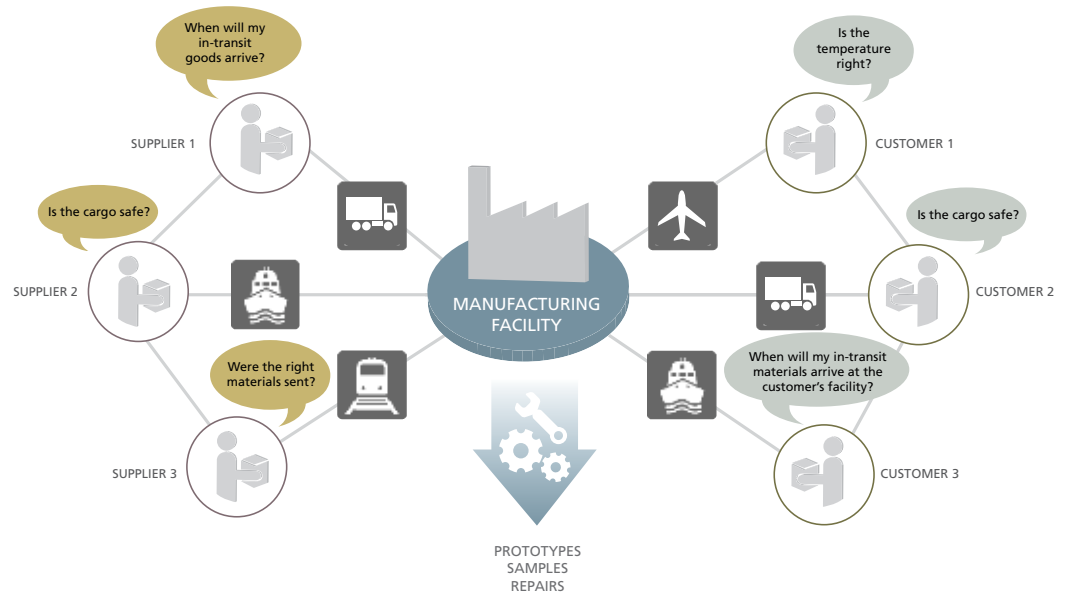 When will my
in-transit
goods arrive?
SUPPLIER 1
Is the cargo safe?
SUPPLIER 2
Were the right
materials sent?
SUPPLIER 3
MANUFACTURING
FACILITY
PROTOTYPES
SAMPLES
REPAIRS
Is the
temperature
right?
CUSTOMER 1
Is the cargo safe?
CUSTOMER 2
When will my in-transit
materials arrive at the
customer’s facility?
CUSTOMER 3